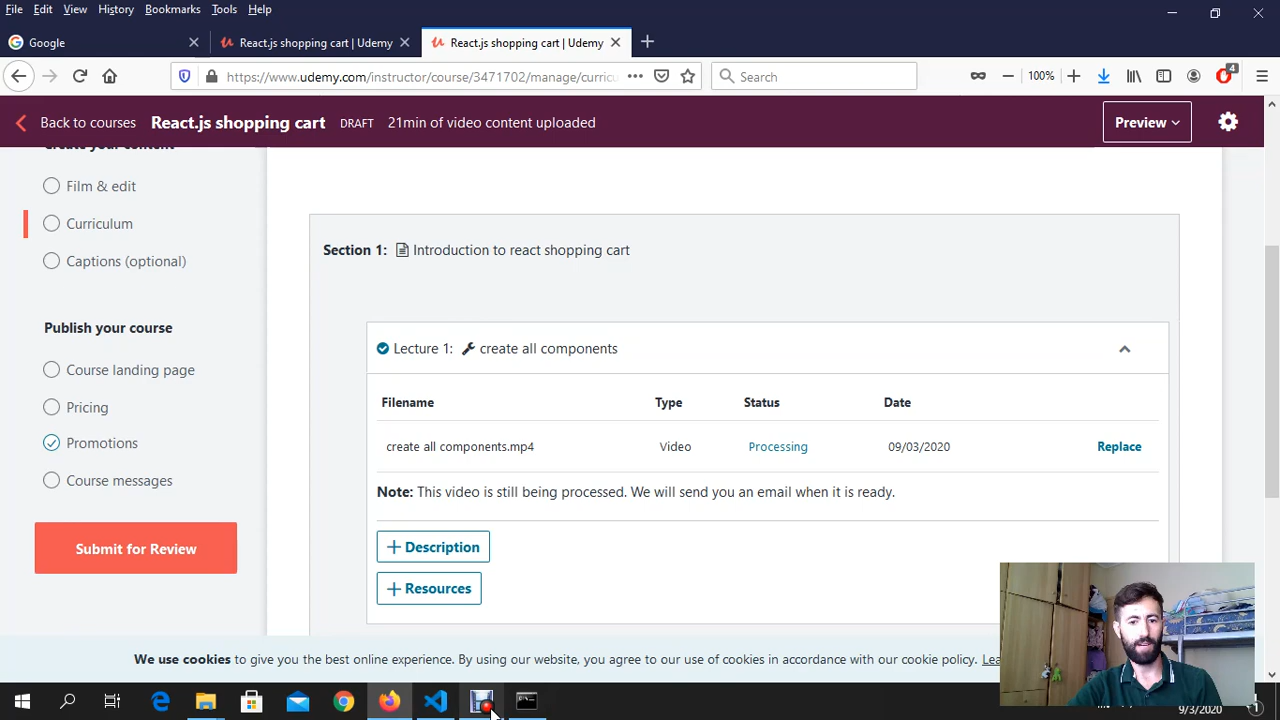 File Edit View History Bookmarks Tools Help
Google
React.js shopping cart | Udemy
React.js shopping cart | Udemy
https://www.udemy.com/instructor/course/3471702/manage/curricu
Search
100%
4
Back to courses
React.js shopping cart DRAFT 21min of video content uploaded
Preview
Create your content
Film & edit
Curriculum
Captions (optional)
Publish your course
Course landing page
Pricing
Promotions
Course messages
Submit for Review
Section 1: Introduction to react shopping cart
Lecture 1: create all components
Filename Type Status Date
create all components.mp4 Video Processing 09/03/2020 Replace
Note: This video is still being processed. We will send you an email when it is ready.
+ Description
+ Resources
We use cookies to give you the best online experience. By using our website, you agree to our use of cookies in accordance with our cookie policy.
9/3/2020
1